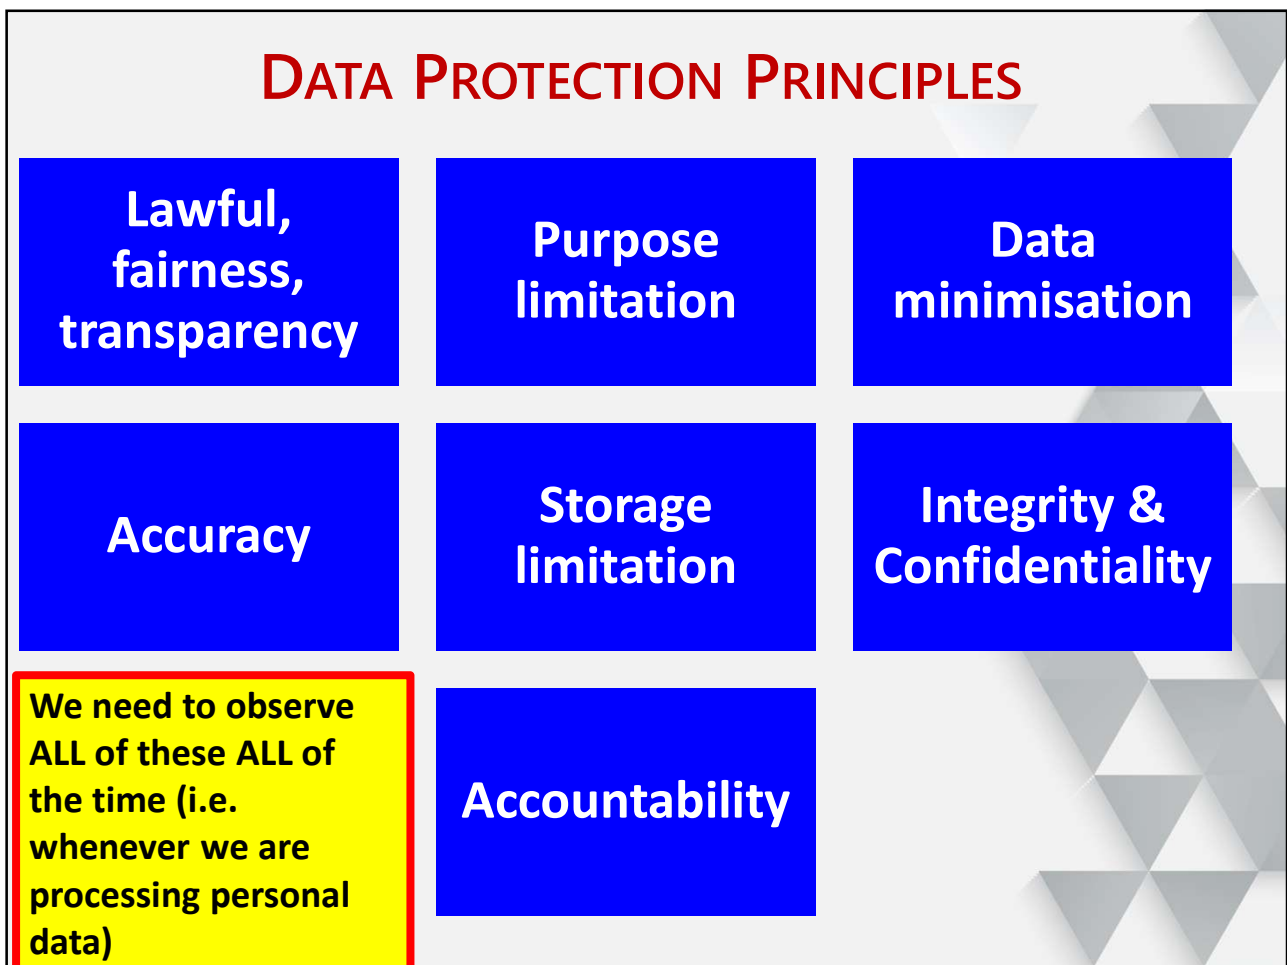 DATA PROTECTION PRINCIPLES
Lawful,
fairness,
transparency
Purpose
limitation
Data
minimisation
Accuracy
Storage
limitation
Integrity &
Confidentiality
We need to observe
ALL of these ALL of
the time (i.e.
whenever we are
processing personal
data)
Accountability